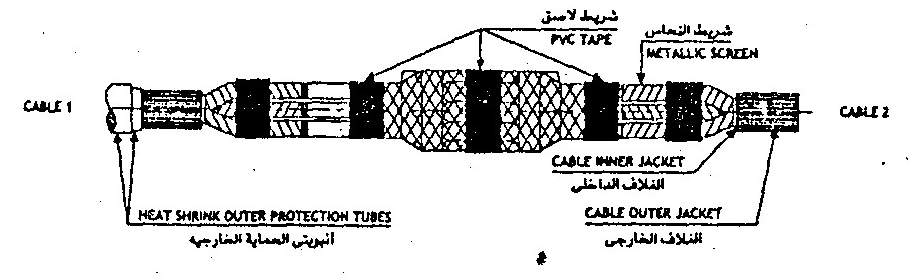 شريط لاصق
PVC TAPE
شريط النحاس
METALLIC SCREEN
CABLE 1
CABLE 2
CABLE INNER JACKET
الغلاف الداخلى
HEAT SHRINK OUTER PROTECTION TUBES
أنبوبتى الحماية الخارجيه
CABLE OUTER JACKET
الغلاف الخارجى